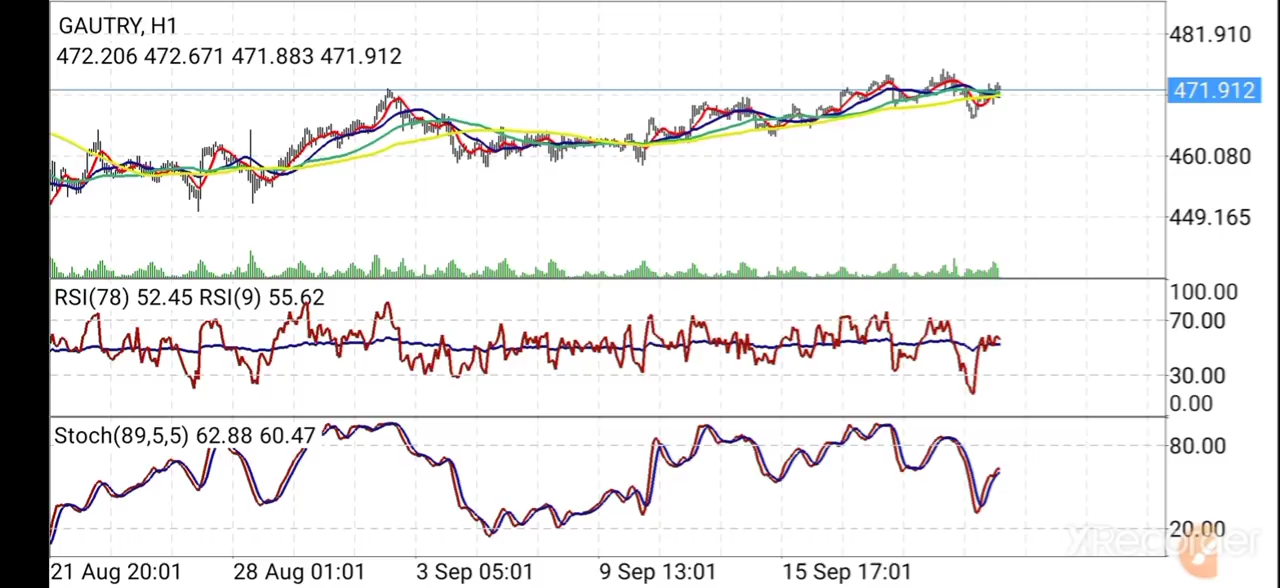 GAUTRY, H1
472.206 472.671 471.883 471.912
481.910
471.912
460.080
449.165
RSI(78) 52.45 RSI(9) 55.62
100.00
70.00
30.00
0.00
Stoch(89,5,5) 62.88 60.47
80.00
20.00
XRecorder
21 Aug 20:01
28 Aug 01:01
3 Sep 05:01
9 Sep 13:01
15 Sep 17:01